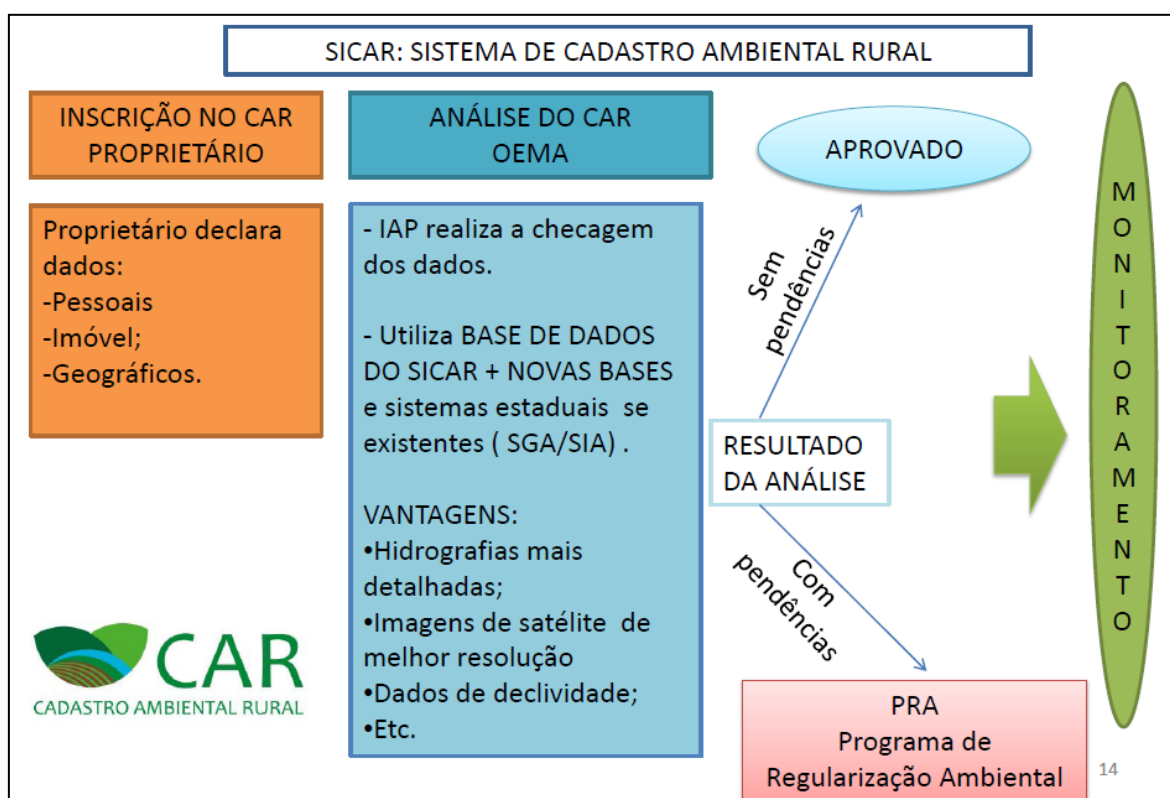 SICAR: SISTEMA DE CADASTRO AMBIENTAL RURAL
INSCRIÇÃO NO CAR
PROPRIETÁRIO
Proprietário declara
dados:
-Pessoais
-Imóvel;
-Geográficos.
CAR
CADASTRO AMBIENTAL RURAL
ANÁLISE DO CAR
OEMA
- IAP realiza a checagem
dos dados.
- Utiliza BASE DE DADOS
DO SICAR + NOVAS BASES
e sistemas estaduais se
existentes ( SGA/SIA) .
VANTAGENS:
•Hidrografias mais
detalhadas;
•Imagens de satélite de
melhor resolução
•Dados de declividade;
•Etc.
APROVADO
Sem
pendências
RESULTADO
DA ANÁLISE
Com
pendências
PRA
Programa de
Regularização Ambiental
M
O
N
I
T
O
R
A
M
E
N
T
O
14